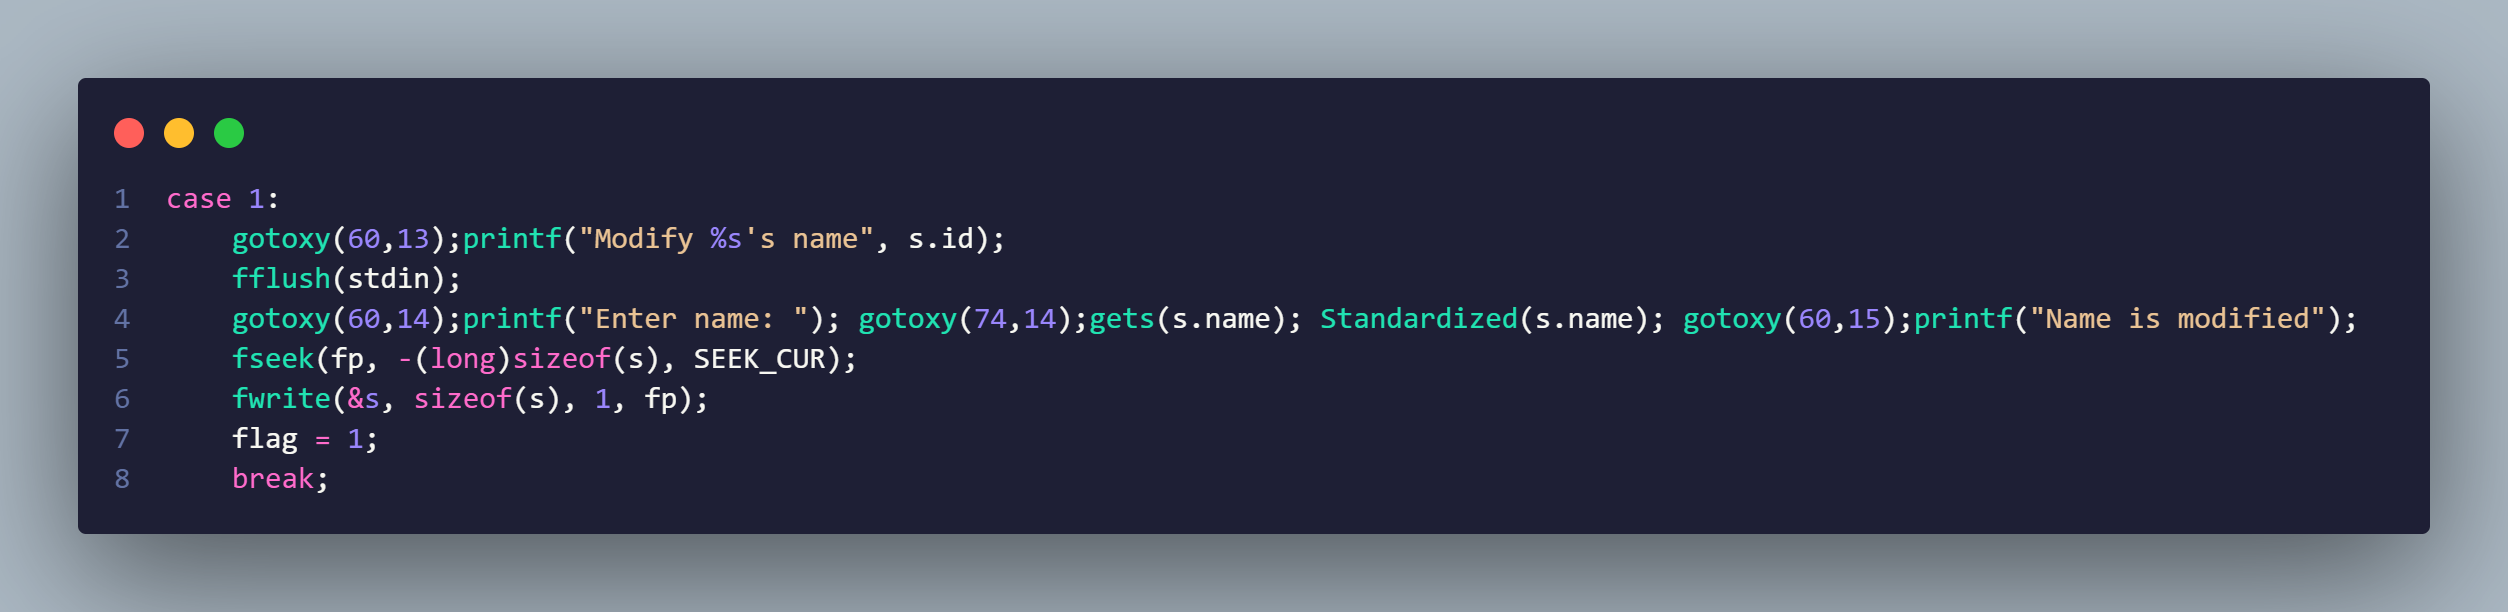 1 case 1:
2     gotoxy(60,13);printf("Modify %s's name", s.id);
3     fflush(stdin);
4     gotoxy(60,14);printf("Enter name: "); gotoxy(74,14);gets(s.name); Standardized(s.name); gotoxy(60,15);printf("Name is modified");
5     fseek(fp, -(long)sizeof(s), SEEK_CUR);
6     fwrite(&s, sizeof(s), 1, fp);
7     flag = 1;
8     break;